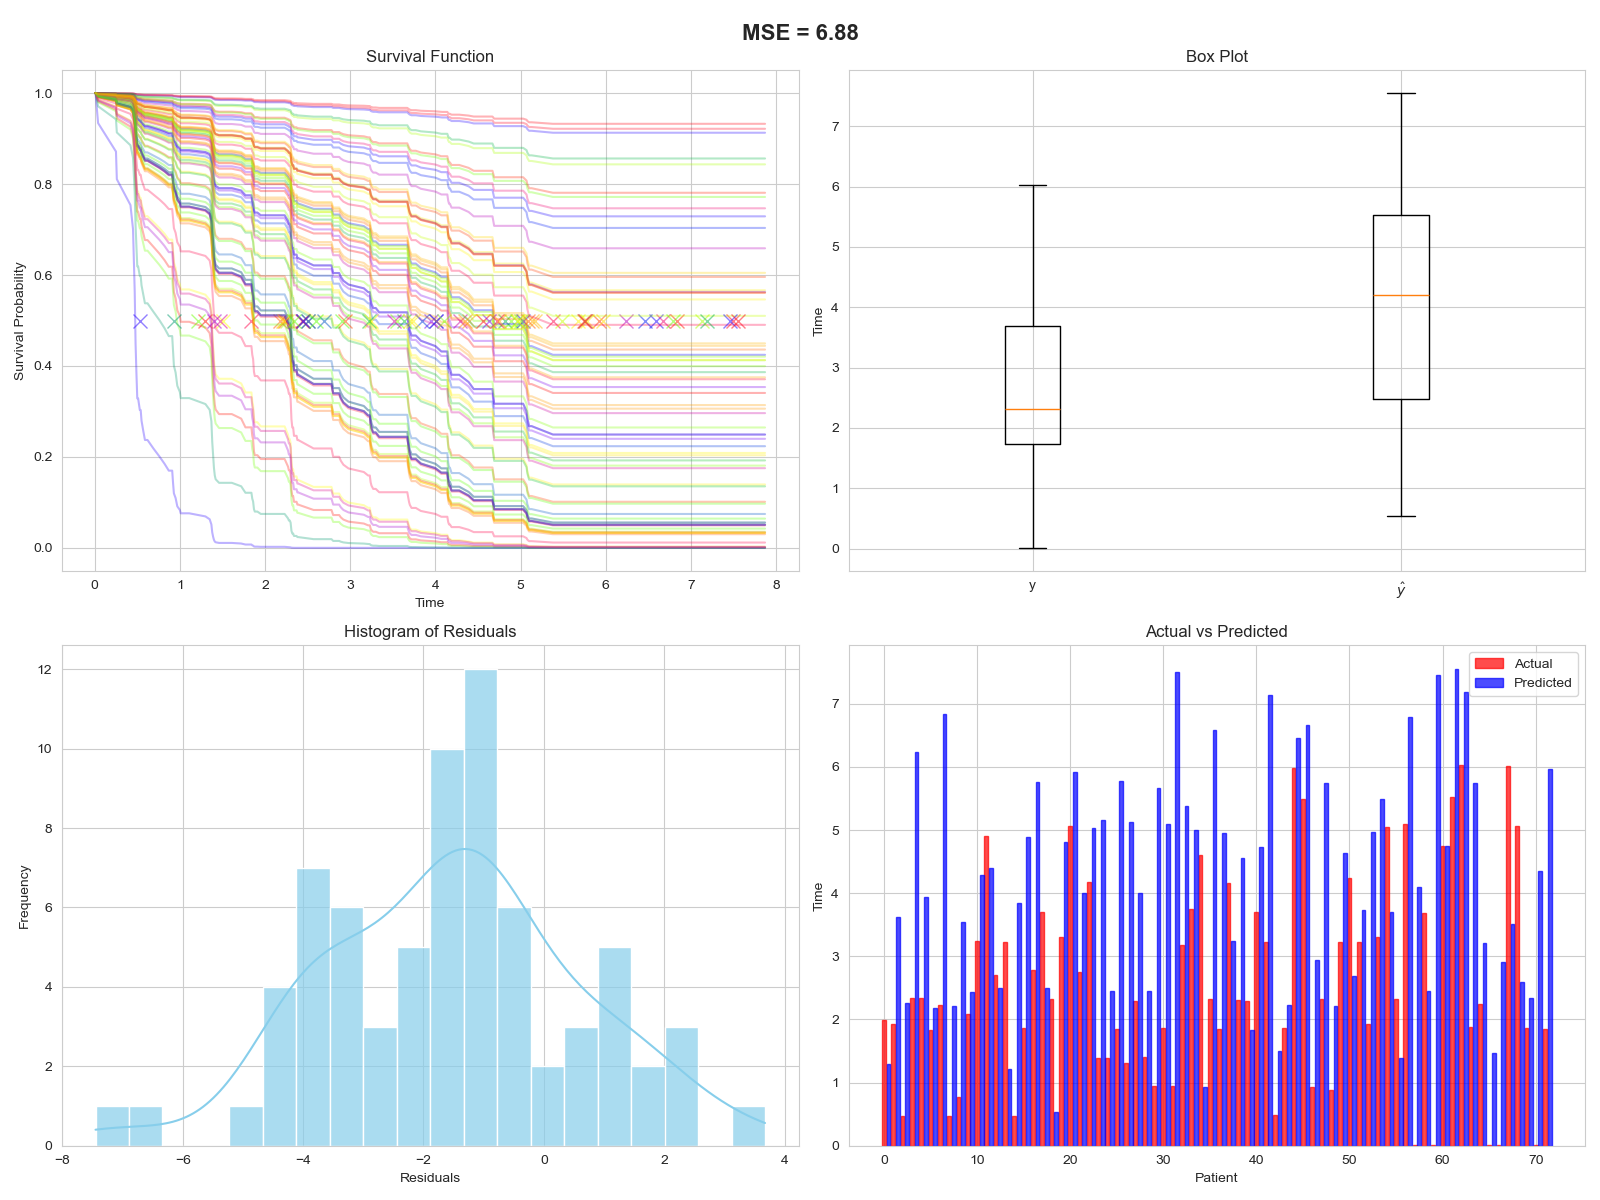 MSE = 6.88
Survival Function
1.0
0.8
0.6
0.4
0.2
0.0
Survival Probability
0 1 2 3 4 5 6 7 8
Time
Box Plot
7
6
5
4
3
2
1
0
Time
y ŷ
Histogram of Residuals
12
10
8
6
4
2
0
Frequency
−8 −6 −4 −2 0 2 4
Residuals
Actual vs Predicted
Actual
Predicted
7
6
5
4
3
2
1
0
Time
0 10 20 30 40 50 60 70
Patient